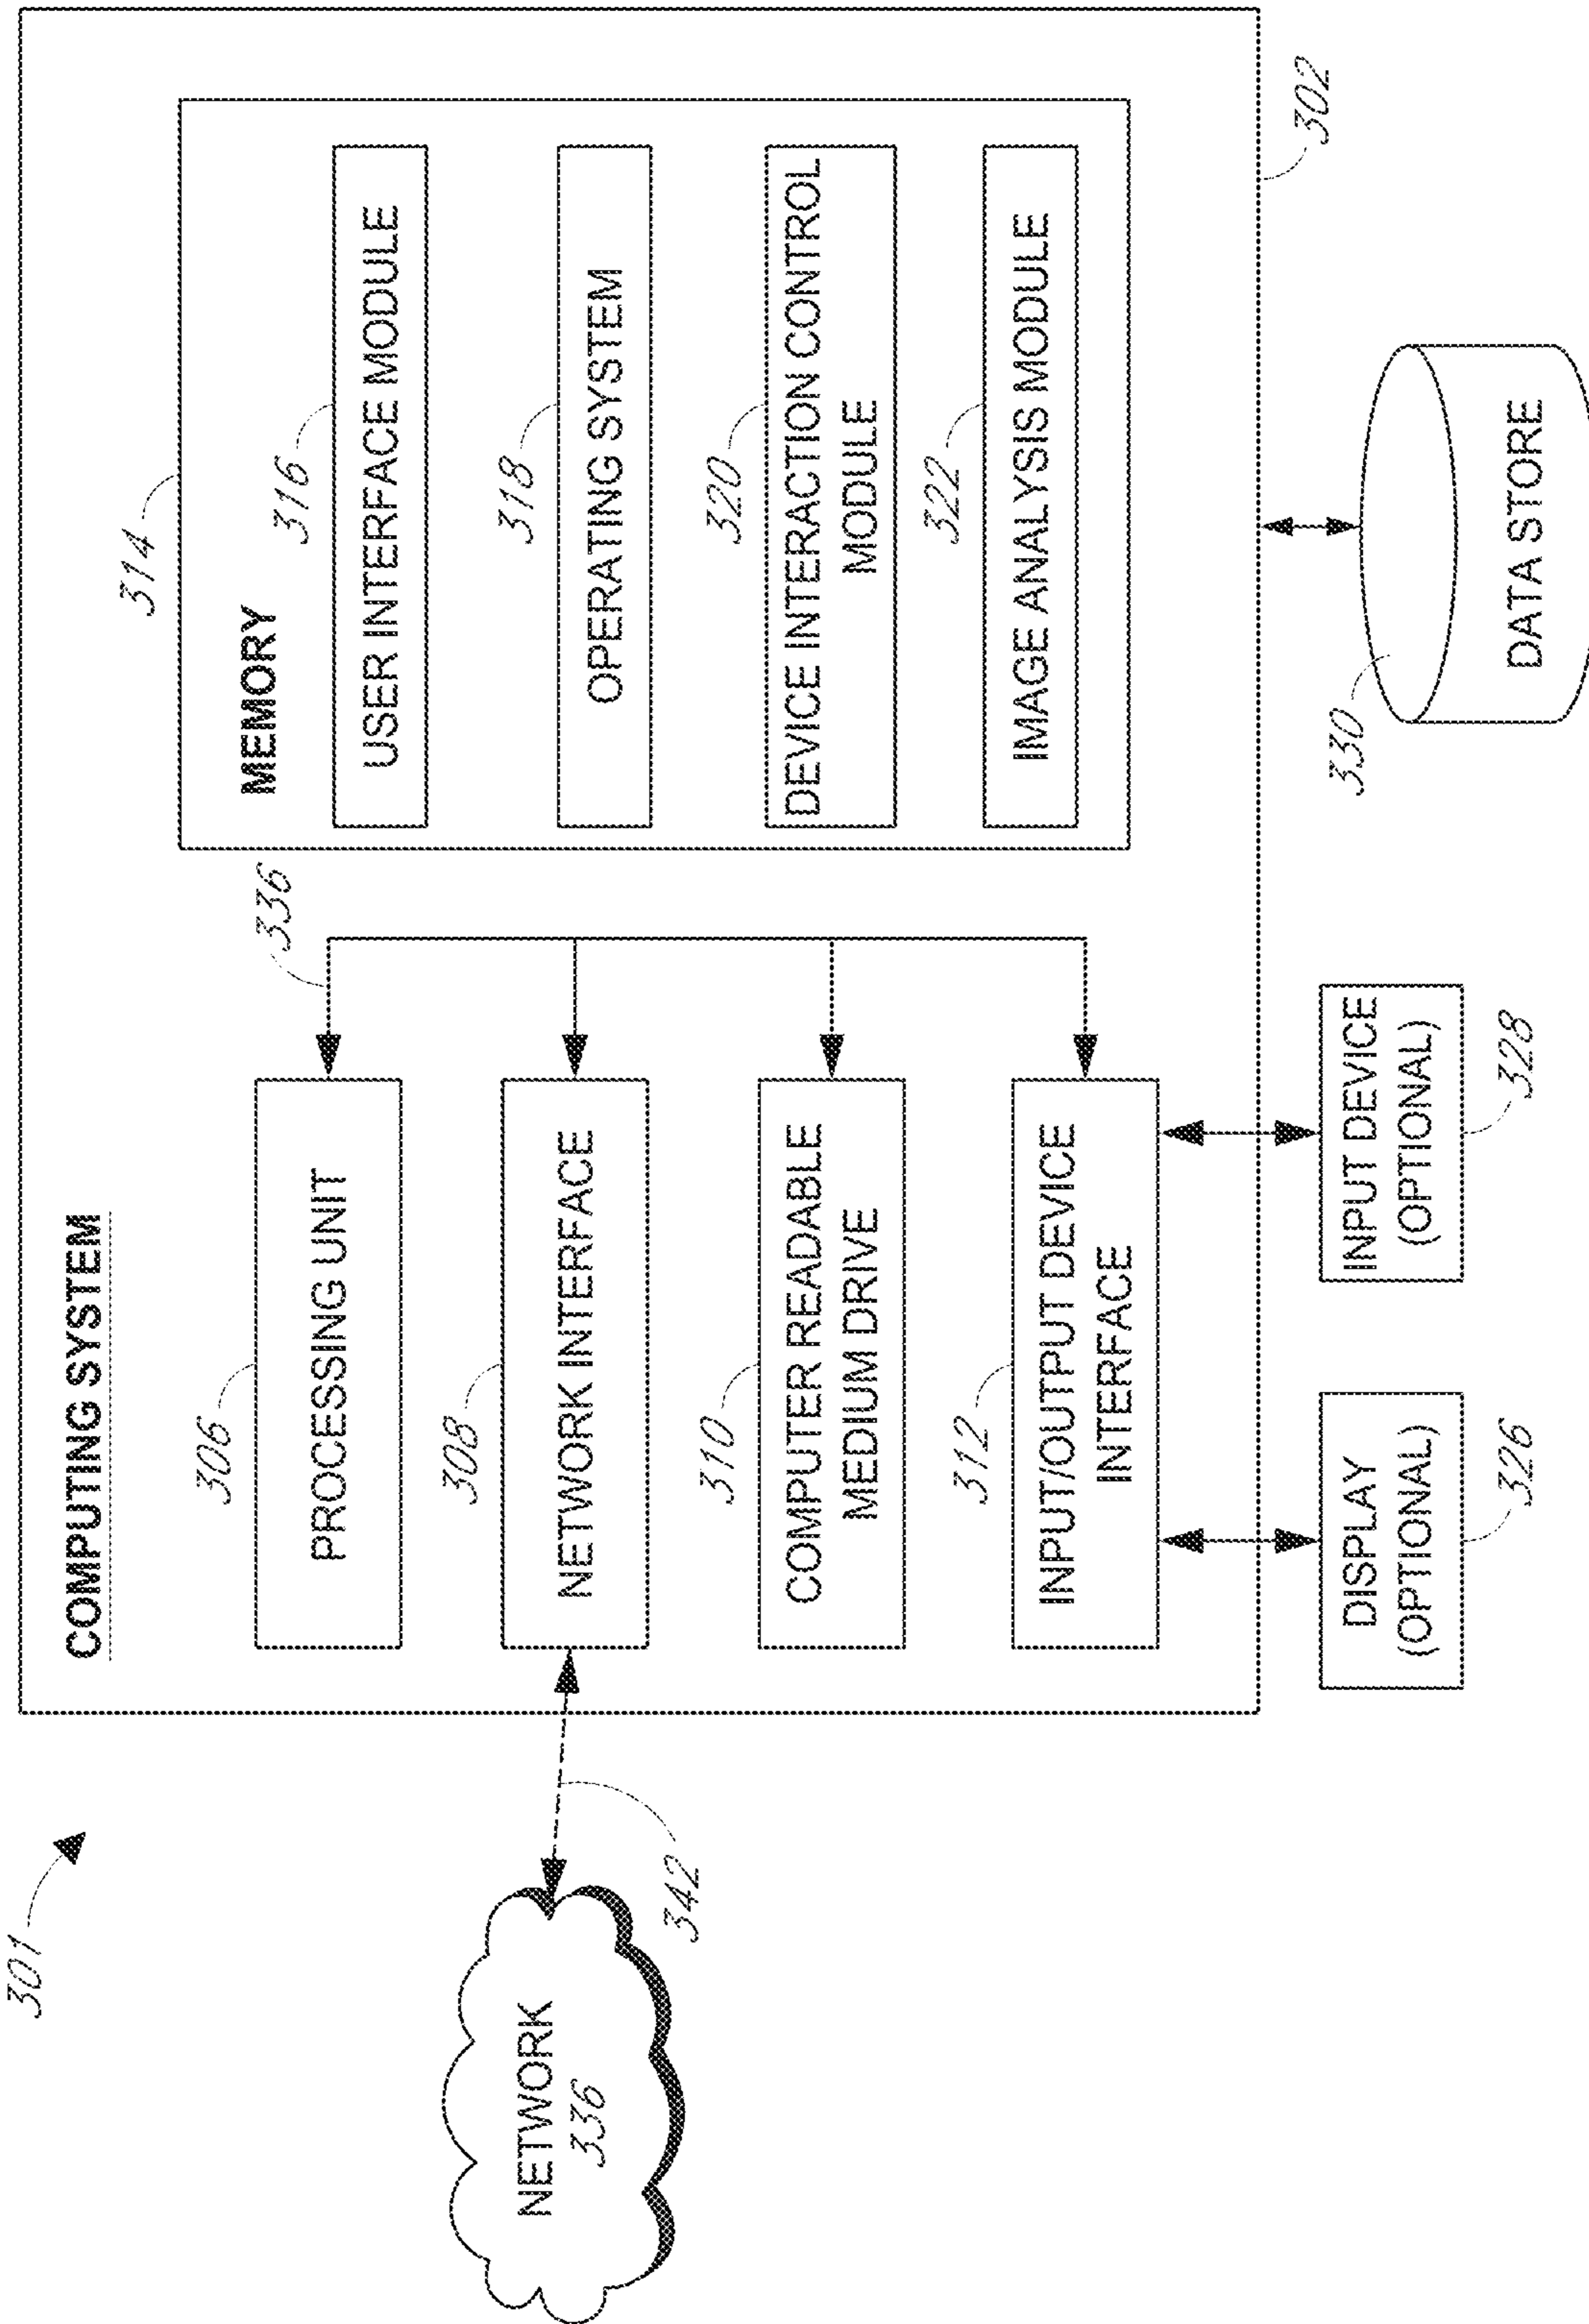 301
COMPUTING SYSTEM
314
MEMORY
336
306
PROCESSING UNIT
316
USER INTERFACE MODULE
308
NETWORK INTERFACE
318
OPERATING SYSTEM
NETWORK
336
342
310
COMPUTER READABLE
MEDIUM DRIVE
320
DEVICE INTERACTION CONTROL
MODULE
312
INPUT/OUTPUT DEVICE
INTERFACE
322
IMAGE ANALYSIS MODULE
302
DISPLAY
(OPTIONAL)
326
INPUT DEVICE
(OPTIONAL)
328
330
DATA STORE